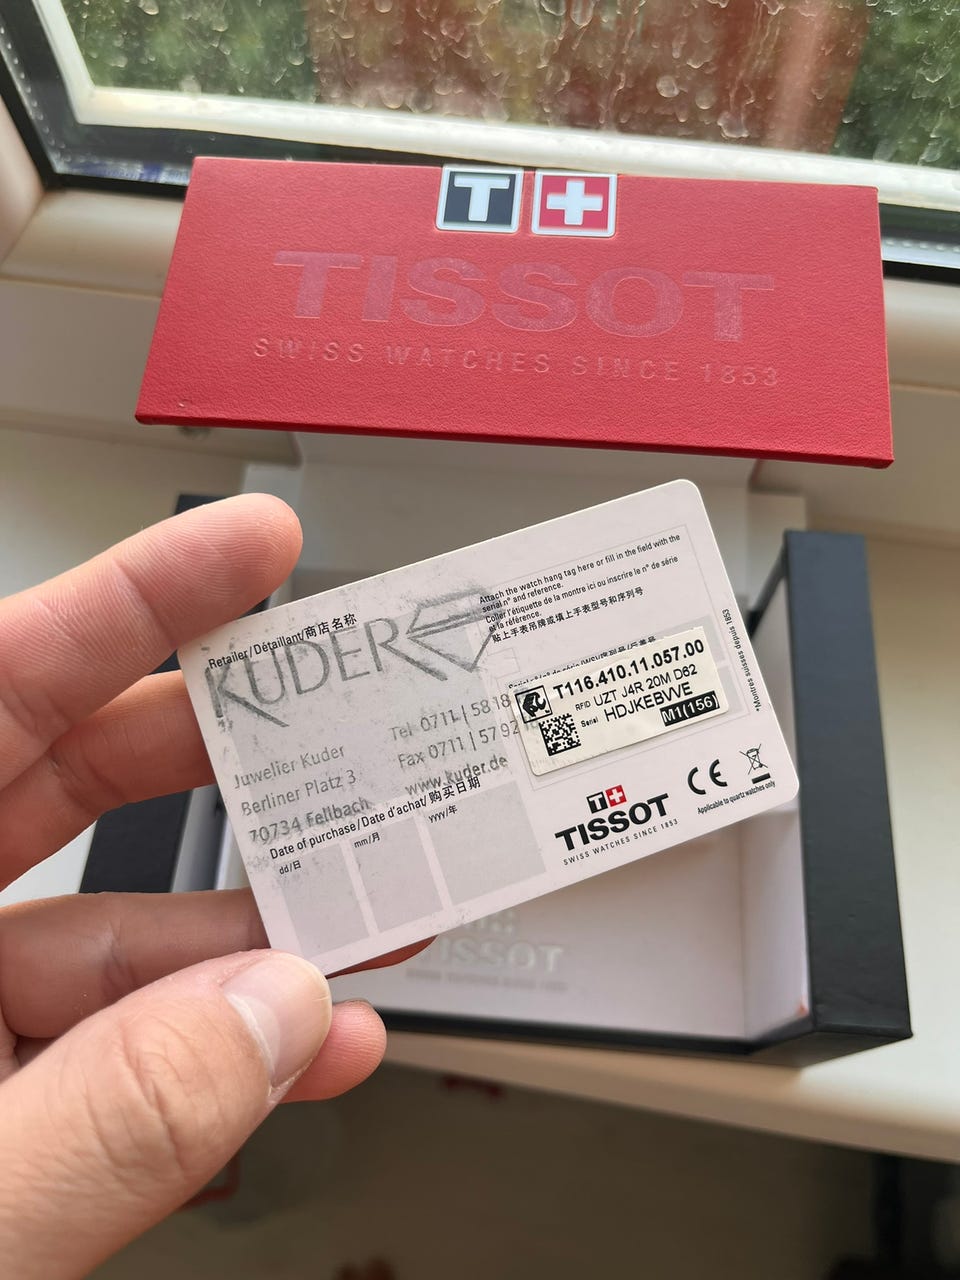 T+
TISSOT
SWISS WATCHES SINCE 1853
Attach the watch hang tag here or fill in the field with the
serial n° and reference.
Coller l'étiquette de la montre ici ou inscrire le n° de série
et la référence.
贴上手表吊牌或填上手表型号和序列号
Retailer/Détaillant/商店名称
KUDER
Tel 0711 | 5818
Fax 0711 | 5792
www.kuder.de
Juwelier Kuder
Berliner Platz 3
70734 Fellbach
T116.410.11.057.00
RFID UZT J4R 20M D62
Serial HDJKEBVVE
M1(156)
Date of purchase/Date d'achat/购买日期
dd/日
mm/月
yyyy/年
T+
TISSOT
SWISS WATCHES SINCE 1853
CE
Applicable to quartz watches only
*Montres suisses depuis 1853
TISSOT